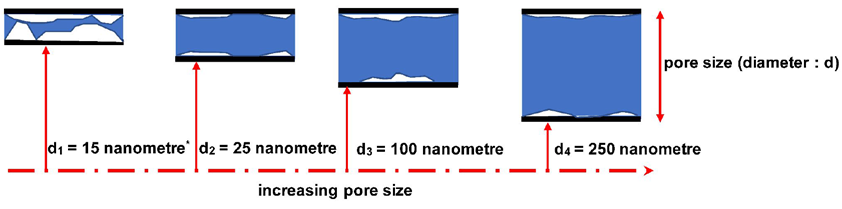 pore size (diameter : d)
d₁ = 15 nanometre*
d₂ = 25 nanometre
d₃ = 100 nanometre
d₄ = 250 nanometre
increasing pore size